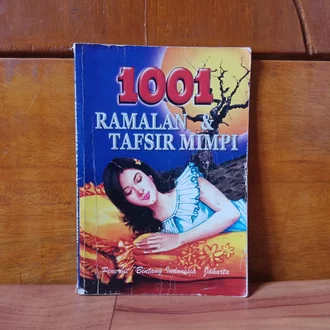 1001
RAMALAN &
TAFSIR MIMPI
Penerbit Bintang Indonesia Jakarta